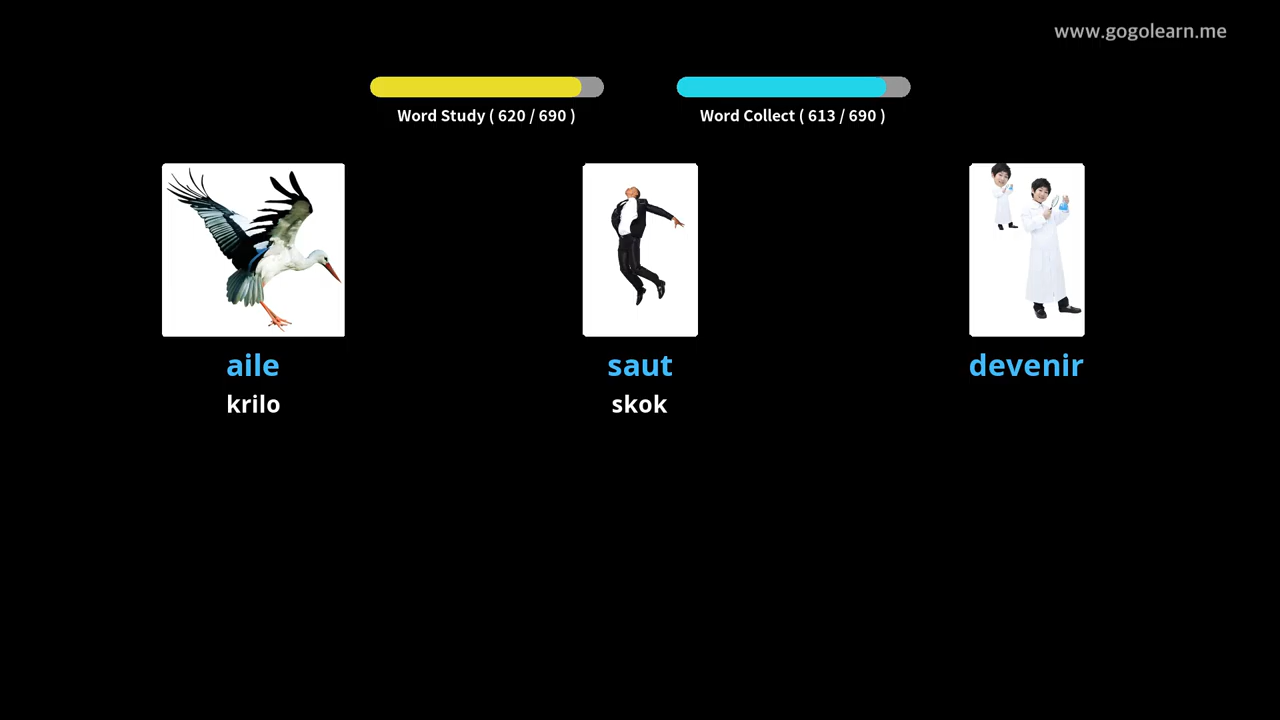 www.gogolearn.me
Word Study ( 620 / 690 )
Word Collect ( 613 / 690 )
aile
saut
devenir
krilo
skok